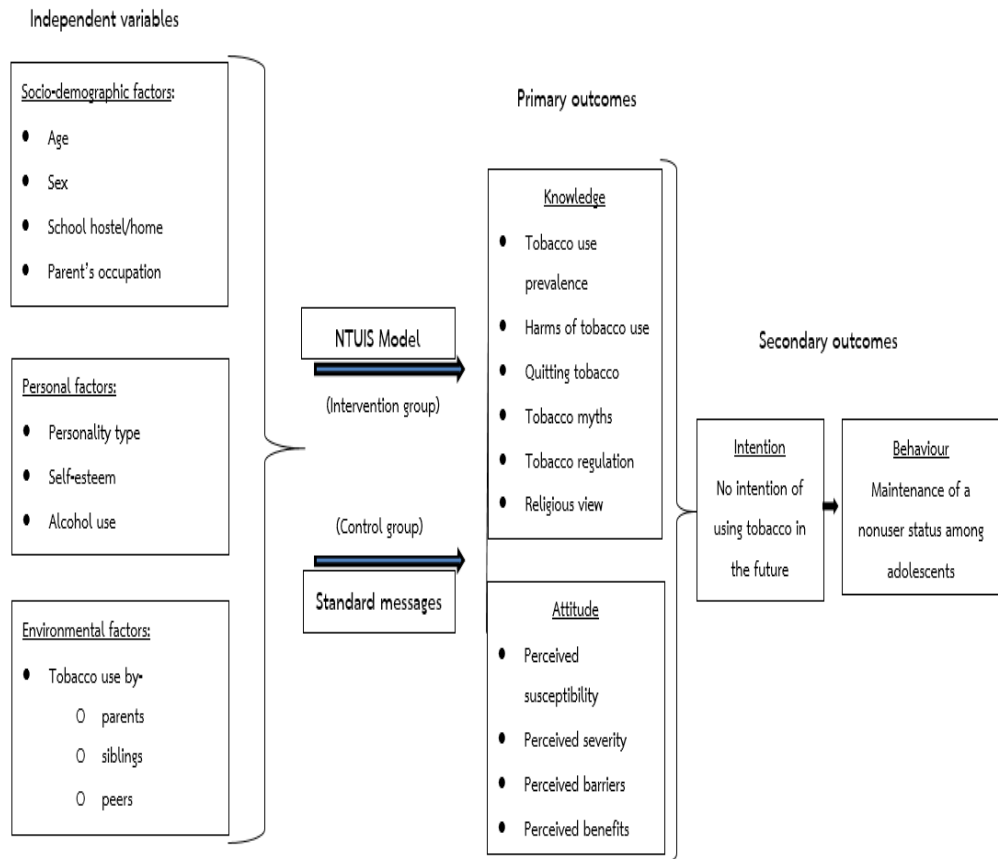 Independent variables
Socio-demographic factors:
● Age
● Sex
● School hostel/home
● Parent's occupation
Personal factors:
● Personality type
● Self-esteem
● Alcohol use
Environmental factors:
● Tobacco use by-
○ parents
○ siblings
○ peers
NTUIS Model
(Intervention group)
(Control group)
Standard messages
Primary outcomes
Knowledge
● Tobacco use
prevalence
● Harms of tobacco use
● Quitting tobacco
● Tobacco myths
● Tobacco regulation
● Religious view
Attitude
● Perceived
susceptibility
● Perceived severity
● Perceived barriers
● Perceived benefits
Secondary outcomes
Intention
No intention of
using tobacco in
the future
Behaviour
Maintenance of a
nonuser status among
adolescents